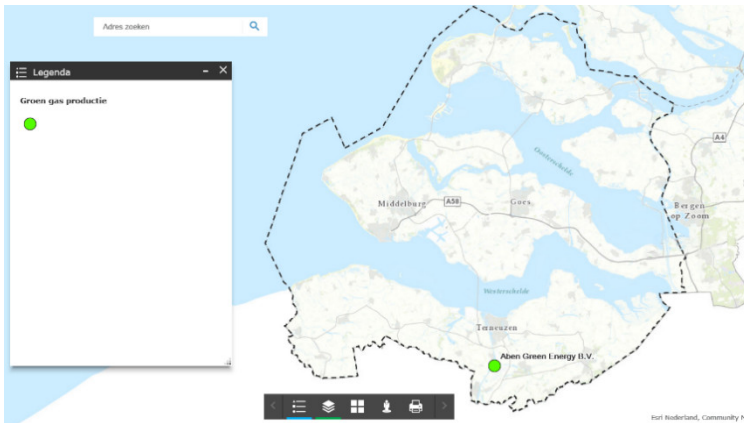 Adres zoeken
Legenda
Groen gas productie
Oosterschelde
A4
Middelburg
A58
Goes
Bergen
op Zoom
Westerschelde
Terneuzen
Aben Green Energy B.V.
Esri Nederland, Community M